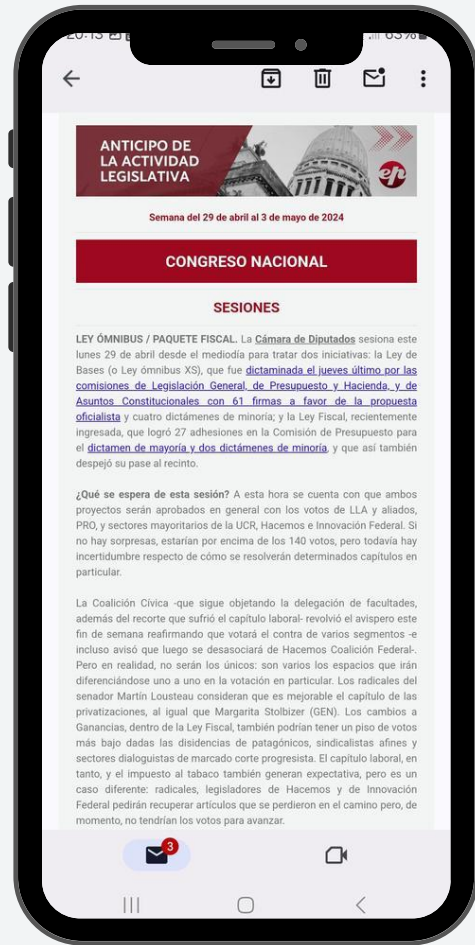 20:13
63%
ANTICIPO DE
LA ACTIVIDAD
LEGISLATIVA
ep
Semana del 29 de abril al 3 de mayo de 2024
CONGRESO NACIONAL
SESIONES
LEY ÓMNIBUS / PAQUETE FISCAL. La Cámara de Diputados sesiona este
lunes 29 de abril desde el mediodía para tratar dos iniciativas: la Ley de
Bases (o Ley ómnibus XS), que fue dictaminada el jueves último por las
comisiones de Legislación General, de Presupuesto y Hacienda, y de
Asuntos Constitucionales con 61 firmas a favor de la propuesta
oficialista y cuatro dictámenes de minoría; y la Ley Fiscal, recientemente
ingresada, que logró 27 adhesiones en la Comisión de Presupuesto para
el dictamen de mayoría y dos dictámenes de minoría, y que así también
despejó su pase al recinto.
¿Qué se espera de esta sesión? A esta hora se cuenta con que ambos
proyectos serán aprobados en general con los votos de LLA y aliados,
PRO, y sectores mayoritarios de la UCR, Hacemos e Innovación Federal. Si
no hay sorpresas, estarían por encima de los 140 votos, pero todavía hay
incertidumbre respecto de cómo se resolverán determinados capítulos en
particular.
La Coalición Cívica -que sigue objetando la delegación de facultades,
además del recorte que sufrió el capítulo laboral- revolvió el avispero este
fin de semana reafirmando que votará el contra de varios segmentos -e
incluso avisó que luego se desasociará de Hacemos Coalición Federal-.
Pero en realidad, no serán los únicos: son varios los espacios que irán
diferenciándose uno a uno en la votación en particular. Los radicales del
senador Martín Lousteau consideran que es mejorable el capítulo de las
privatizaciones, al igual que Margarita Stolbizer (GEN). Los cambios a
Ganancias, dentro de la Ley Fiscal, también podrían tener un piso de votos
más bajo dadas las disidencias de patagónicos, sindicalistas afines y
sectores dialoguistas de marcado corte progresista. El capítulo laboral, en
tanto, y el impuesto al tabaco también generan expectativa, pero es un
caso diferente: radicales, legisladores de Hacemos y de Innovación
Federal pedirán recuperar artículos que se perdieron en el camino pero, de
momento, no tendrían los votos para avanzar.
3